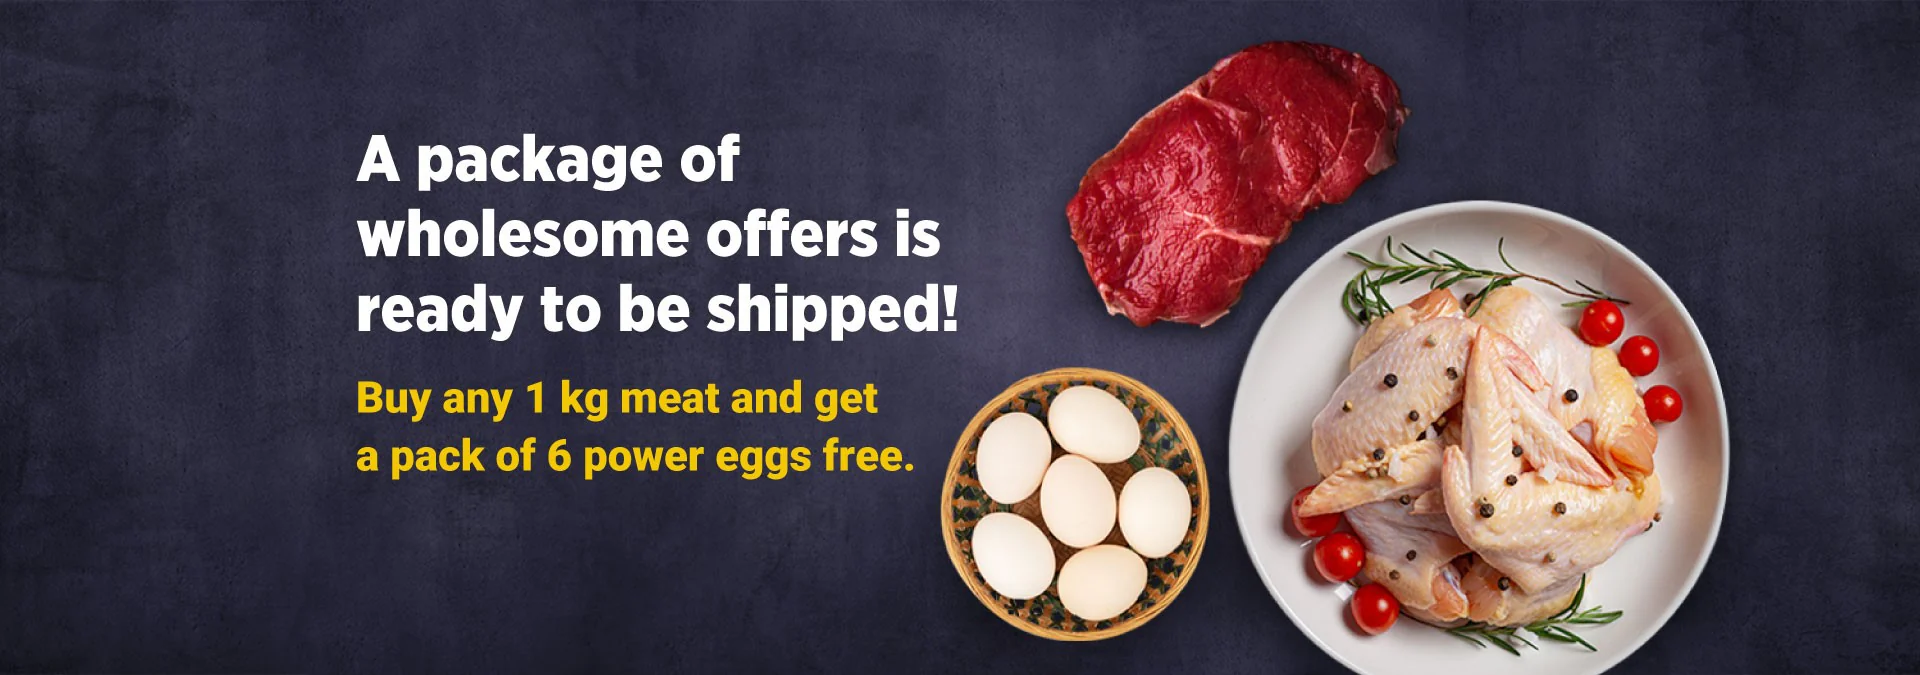 A package of
wholesome offers is
ready to be shipped!
Buy any 1 kg meat and get
a pack of 6 power eggs free.